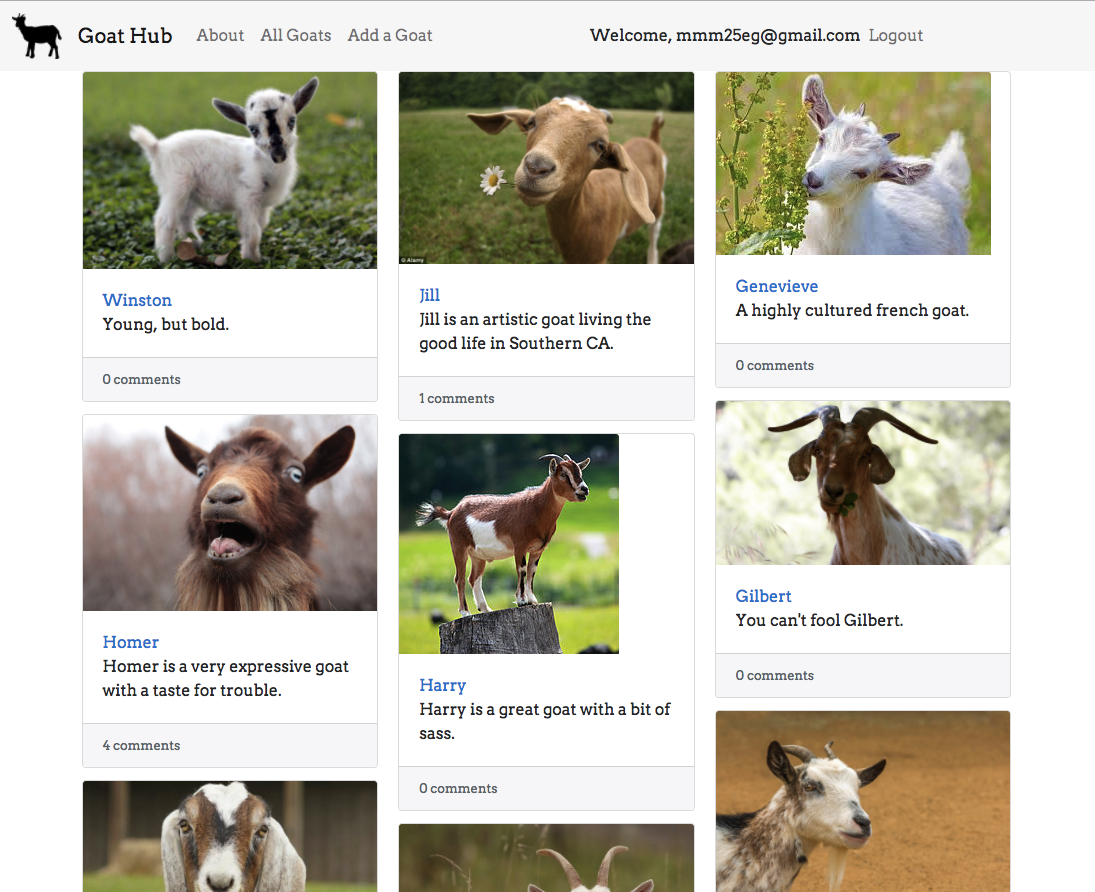 Goat Hub About All Goats Add a Goat Welcome, mmm25eg@gmail.com Logout
Winston
Young, but bold.
0 comments
Homer
Homer is a very expressive goat
with a taste for trouble.
4 comments
© Alamy
Jill
Jill is an artistic goat living the
good life in Southern CA.
1 comments
Harry
Harry is a great goat with a bit of
sass.
0 comments
Genevieve
A highly cultured french goat.
0 comments
Gilbert
You can't fool Gilbert.
0 comments